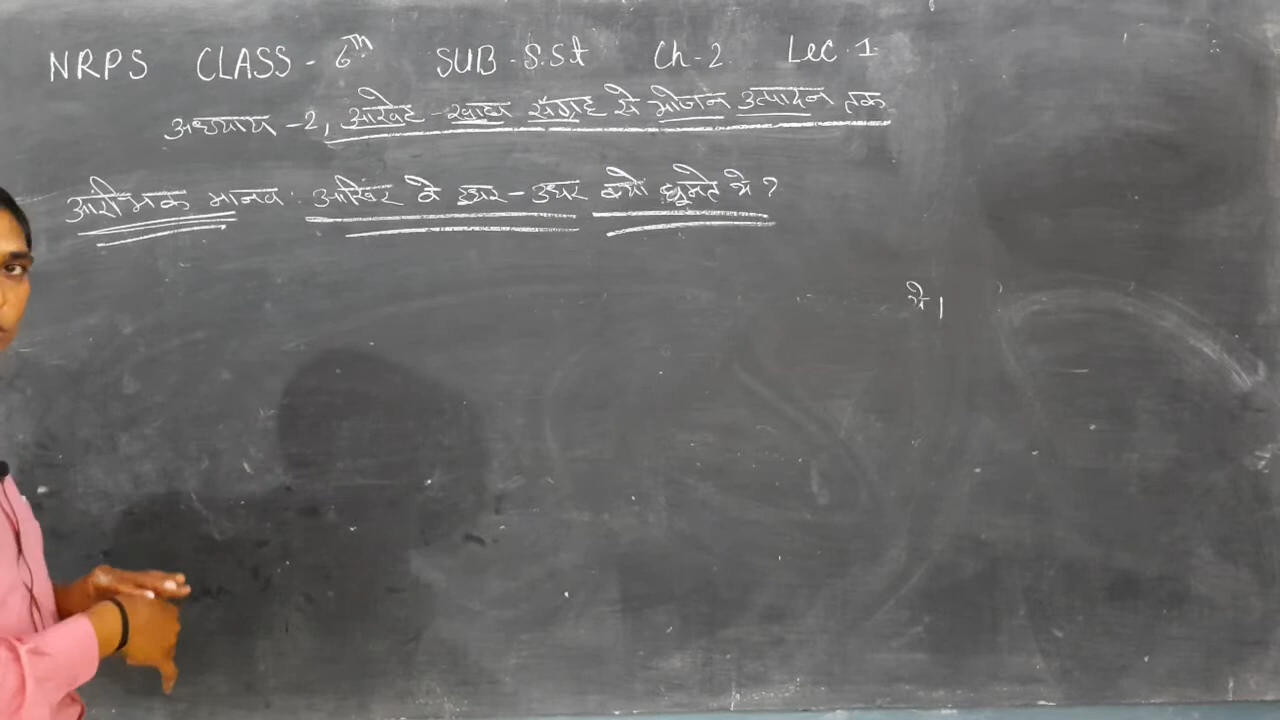 NRPS CLASS - 6th SUB - S.St Ch-2 Lec.1
अध्याय -2, आखेट - खाद्य संग्रह से भोजन उत्पादन तक
आरंभिक मानव : आखिर वे इधर - उधर क्यों घूमते थे ?
थे।